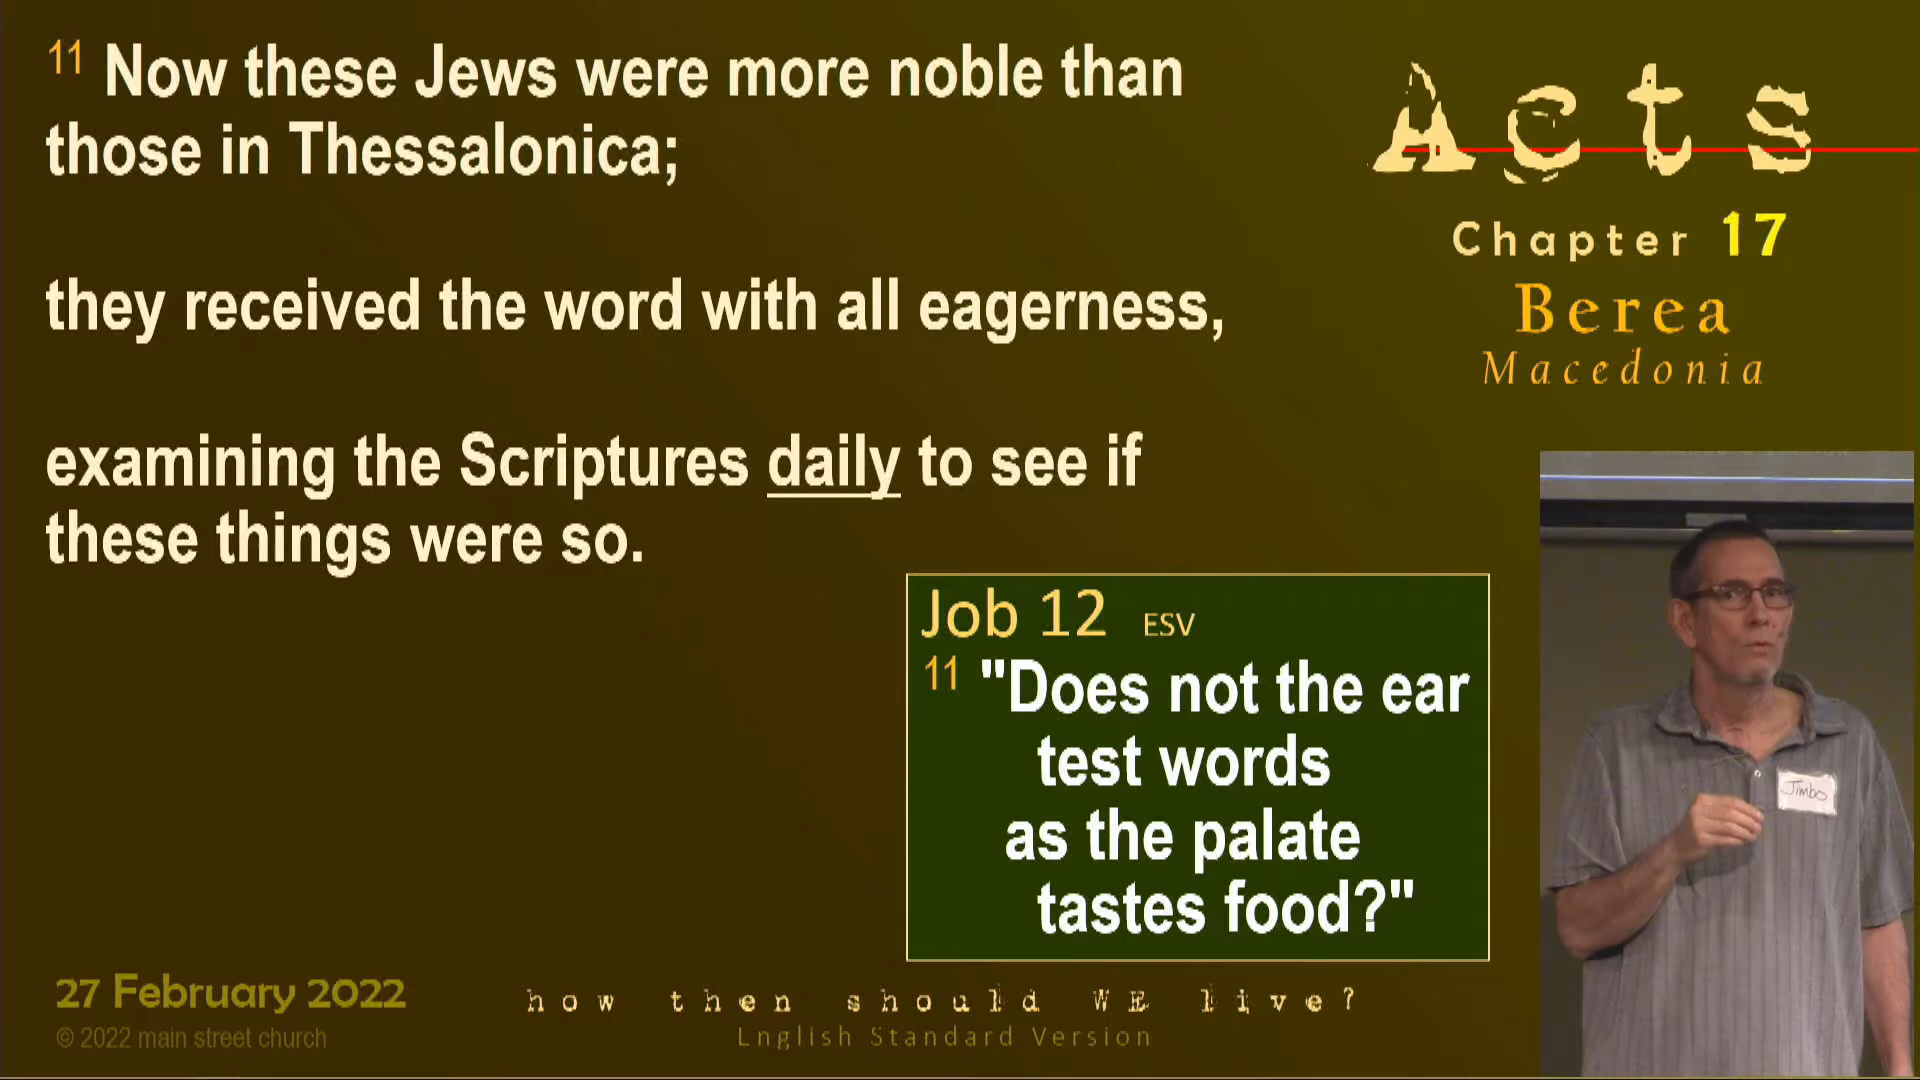 11 Now these Jews were more noble than
those in Thessalonica;
they received the word with all eagerness,
examining the Scriptures daily to see if
these things were so.
Acts
Chapter 17
Berea
Macedonia
Job 12 ESV
11 "Does not the ear
test words
as the palate
tastes food?"
Jimbo
27 February 2022
© 2022 main street church
how then should WE live?
English Standard Version